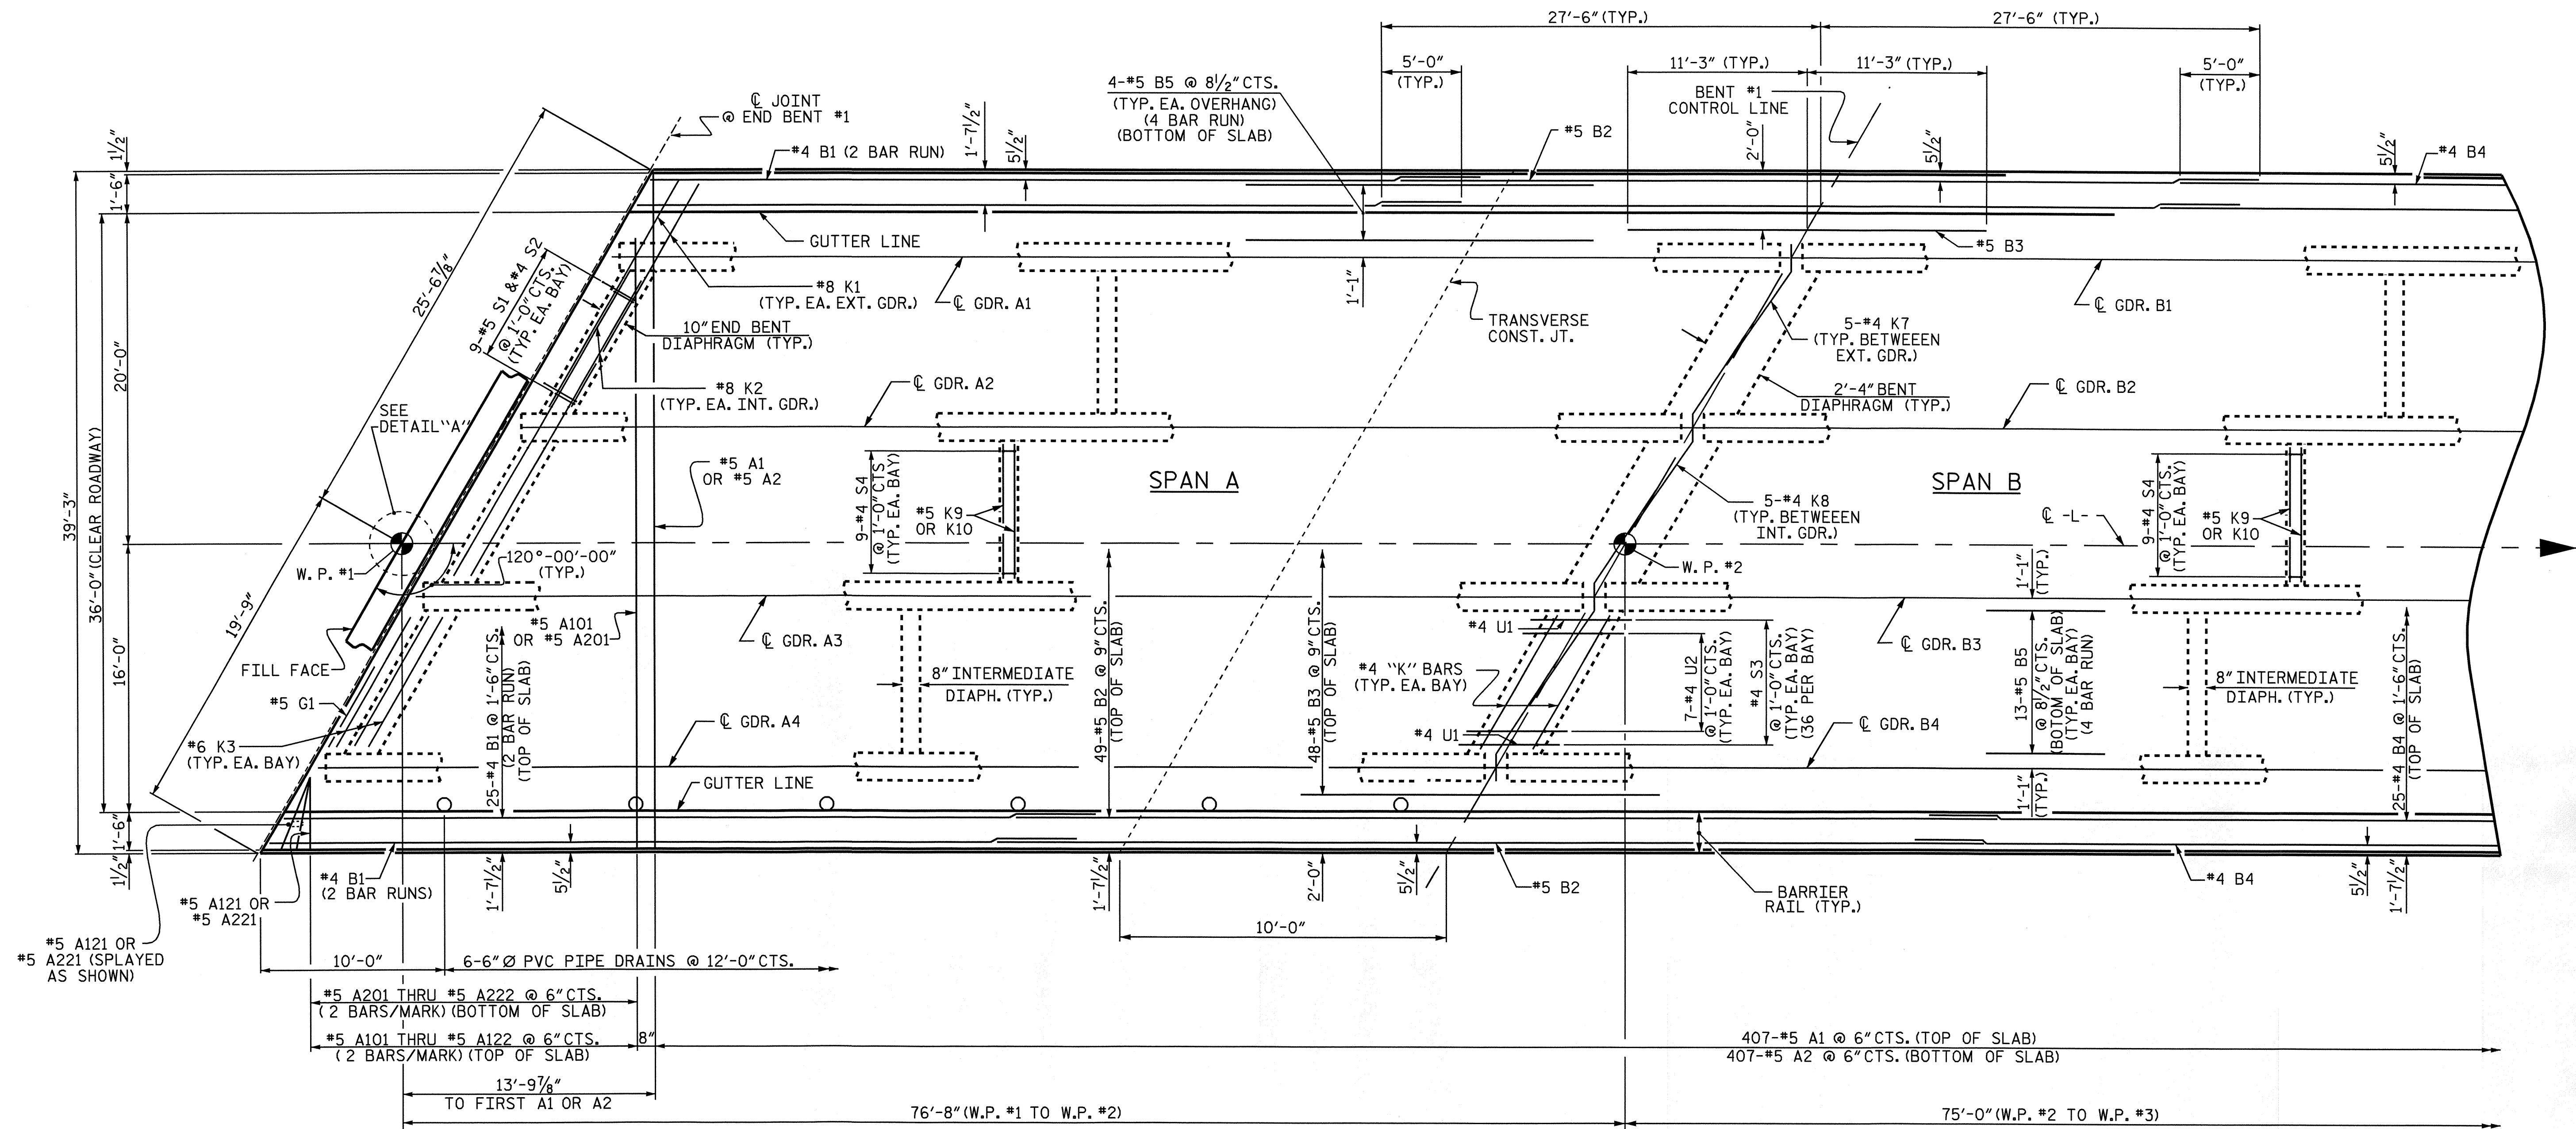 27'-6" (TYP.)
27'-6" (TYP.)
5'-0"
(TYP.)
11'-3" (TYP.)
11'-3" (TYP.)
5'-0"
(TYP.)
4-#5 B5 @ 8½" CTS.
(TYP. EA. OVERHANG)
(4 BAR RUN)
(BOTTOM OF SLAB)
BENT #1
CONTROL LINE
℄ JOINT
@ END BENT #1
1'-7½"
5½"
#5 B2
2'-0"
5½"
5½"
#4 B4
#4 B1 (2 BAR RUN)
1½"
1'-6"
25'-6⅞"
GUTTER LINE
9-#5 S1 & #4 S2
@ 1'-0" CTS.
(TYP. EA. BAY)
#8 K1
(TYP. EA. EXT. GDR.)
℄ GDR. A1
1'-1"
#5 B3
℄ GDR. B1
10" END BENT
DIAPHRAGM (TYP.)
TRANSVERSE
CONST. JT.
5-#4 K7
(TYP. BETWEEEN
EXT. GDR.)
20'-0"
#8 K2
(TYP. EA. INT. GDR.)
℄ GDR. A2
2'-4" BENT
DIAPHRAGM (TYP.)
℄ GDR. B2
SEE
DETAIL "A"
39'-3"
36'-0" (CLEAR ROADWAY)
#5 A1
OR #5 A2
9-#4 S4
@ 1'-0" CTS.
(TYP. EA. BAY)
#5 K9
OR K10
SPAN A
SPAN B
5-#4 K8
(TYP. BETWEEEN
INT. GDR.)
℄ -L-
9-#4 S4
@ 1'-0" CTS.
(TYP. EA. BAY)
#5 K9
OR K10
W.P. #1
120°-00'-00"
(TYP.)
W.P. #2
1'-1"
(TYP.)
19'-9"
16'-0"
FILL FACE
#5 A101
OR #5 A201
℄ GDR. A3
#4 U1
℄ GDR. B3
25-#4 B1 @ 1'-6" CTS.
(2 BAR RUN)
(TOP OF SLAB)
8" INTERMEDIATE
DIAPH. (TYP.)
49-#5 B2 @ 9" CTS.
(TOP OF SLAB)
48-#5 B3 @ 9" CTS.
(TOP OF SLAB)
#4 "K" BARS
(TYP. EA. BAY)
7-#4 U2
@ 1'-0" CTS.
(TYP. EA. BAY)
#4 S3
@ 1'-0" CTS.
(TYP. EA. BAY)
(36 PER BAY)
13-#5 B5
@ 8½" CTS.
(BOTTOM OF SLAB)
(TYP. EA. BAY)
(4 BAR RUN)
8" INTERMEDIATE
DIAPH. (TYP.)
25-#4 B4 @ 1'-6" CTS.
(TOP OF SLAB)
#5 G1
#6 K3
(TYP. EA. BAY)
℄ GDR. A4
#4 U1
℄ GDR. B4
GUTTER LINE
1'-1"
(TYP.)
1'-6"
1½"
#4 B1
(2 BAR RUNS)
1'-7½"
5½"
1'-7½"
2'-0"
5½"
#5 B2
BARRIER
RAIL (TYP.)
#4 B4
5½"
1'-7½"
#5 A121 OR
#5 A221
#5 A121 OR
#5 A221 (SPLAYED
AS SHOWN)
10'-0"
6-6" Ø PVC PIPE DRAINS @ 12'-0" CTS.
10'-0"
#5 A201 THRU #5 A222 @ 6" CTS.
(2 BARS/MARK) (BOTTOM OF SLAB)
#5 A101 THRU #5 A122 @ 6" CTS.
(2 BARS/MARK) (TOP OF SLAB)
8"
407-#5 A1 @ 6" CTS. (TOP OF SLAB)
407-#5 A2 @ 6" CTS. (BOTTOM OF SLAB)
13'-9⅞"
TO FIRST A1 OR A2
76'-8" (W.P. #1 TO W.P. #2)
75'-0" (W.P. #2 TO W.P. #3)